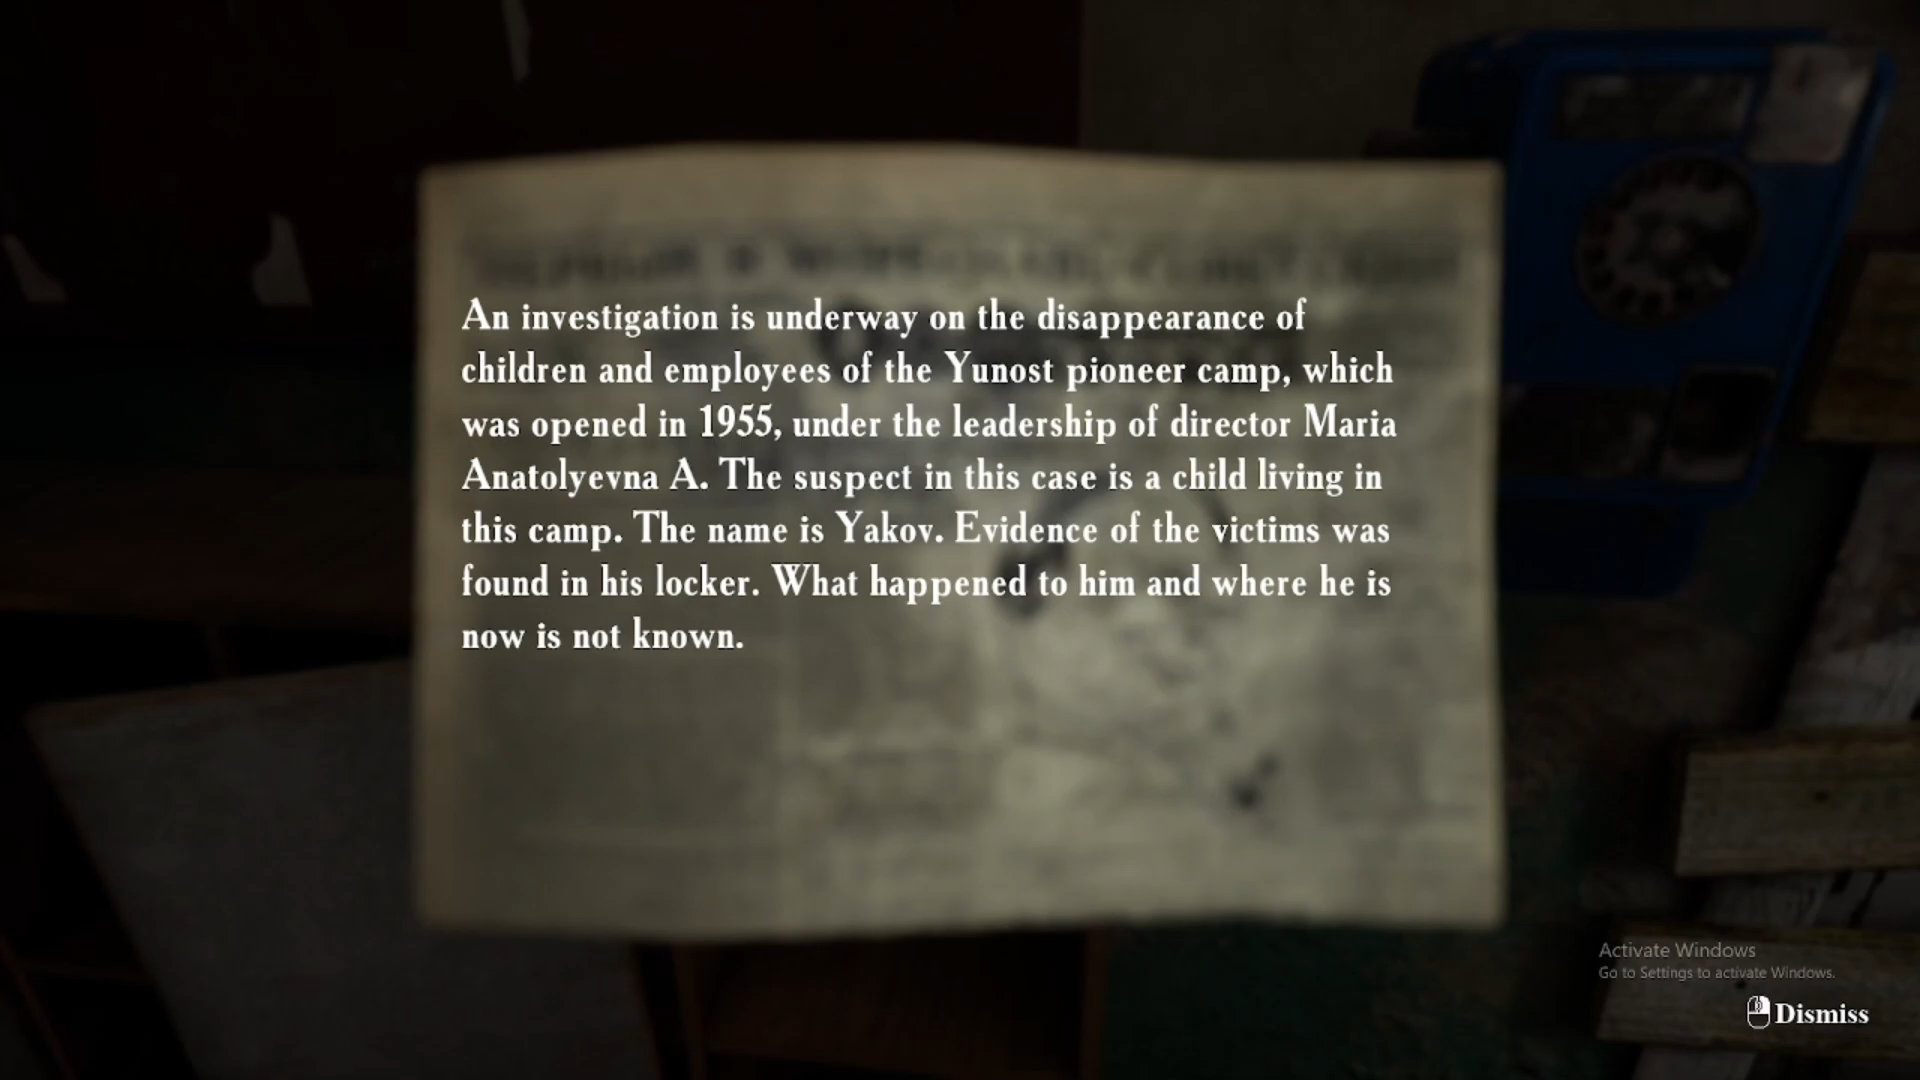 An investigation is underway on the disappearance of
children and employees of the Yunost pioneer camp, which
was opened in 1955, under the leadership of director Maria
Anatolyevna A. The suspect in this case is a child living in
this camp. The name is Yakov. Evidence of the victims was
found in his locker. What happened to him and where he is
now is not known.
Activate Windows
Go to Settings to activate Windows.
Dismiss